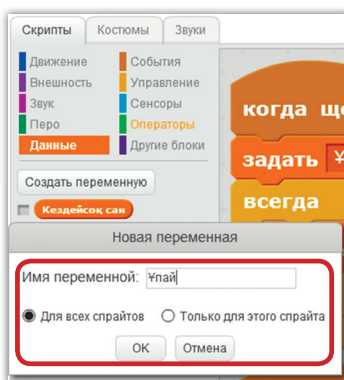 Скрипты Костюмы Звуки
Движение События
Внешность Управление
Звук Сенсоры
Перо Операторы
Данные Другие блоки
Создать переменную
Кездейсоқ сан
когда
задать
всегда
Новая переменная
Имя переменной: Ұпай
Для всех спрайтов Только для этого спрайта
OK Отмена